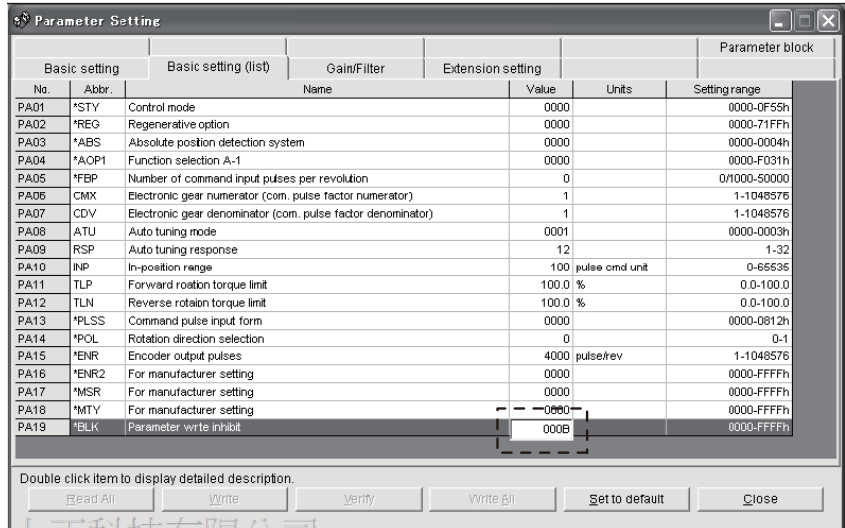 Parameter Setting
Parameter block
Basic setting Basic setting (list) Gain/Filter Extension setting
No. Abbr. Name Value Units Setting range
PA01 *STY Control mode 0000 0000-0F55h
PA02 *REG Regenerative option 0000 0000-71FFh
PA03 *ABS Absolute position detection system 0000 0000-0004h
PA04 *AOP1 Function selection A-1 0000 0000-F031h
PA05 *FBP Number of command input pulses per revolution 0 0/1000-50000
PA06 CMX Electronic gear numerator (com. pulse factor numerator) 1 1-1048576
PA07 CDV Electronic gear denominator (com. pulse factor denominator) 1 1-1048576
PA08 ATU Auto tuning mode 0001 0000-0003h
PA09 RSP Auto tuning response 12 1-32
PA10 INP In-position range 100 pulse cmd unit 0-65535
PA11 TLP Forward roation torque limit 100.0 % 0.0-100.0
PA12 TLN Reverse rotaion torque limit 100.0 % 0.0-100.0
PA13 *PLSS Command pulse input form 0000 0000-0812h
PA14 *POL Rotation direction selection 0 0-1
PA15 *ENR Encoder output pulses 4000 pulse/rev 1-1048576
PA16 *ENR2 For manufacturer setting 0000 0000-FFFFh
PA17 *MSR For manufacturer setting 0000 0000-FFFFh
PA18 *MTY For manufacturer setting 0000 0000-FFFFh
PA19 *BLK Parameter wrte inhibit 000B 0000-FFFFh
Double click item to display detailed description.
Read All Write Verify Write All Set to default Close